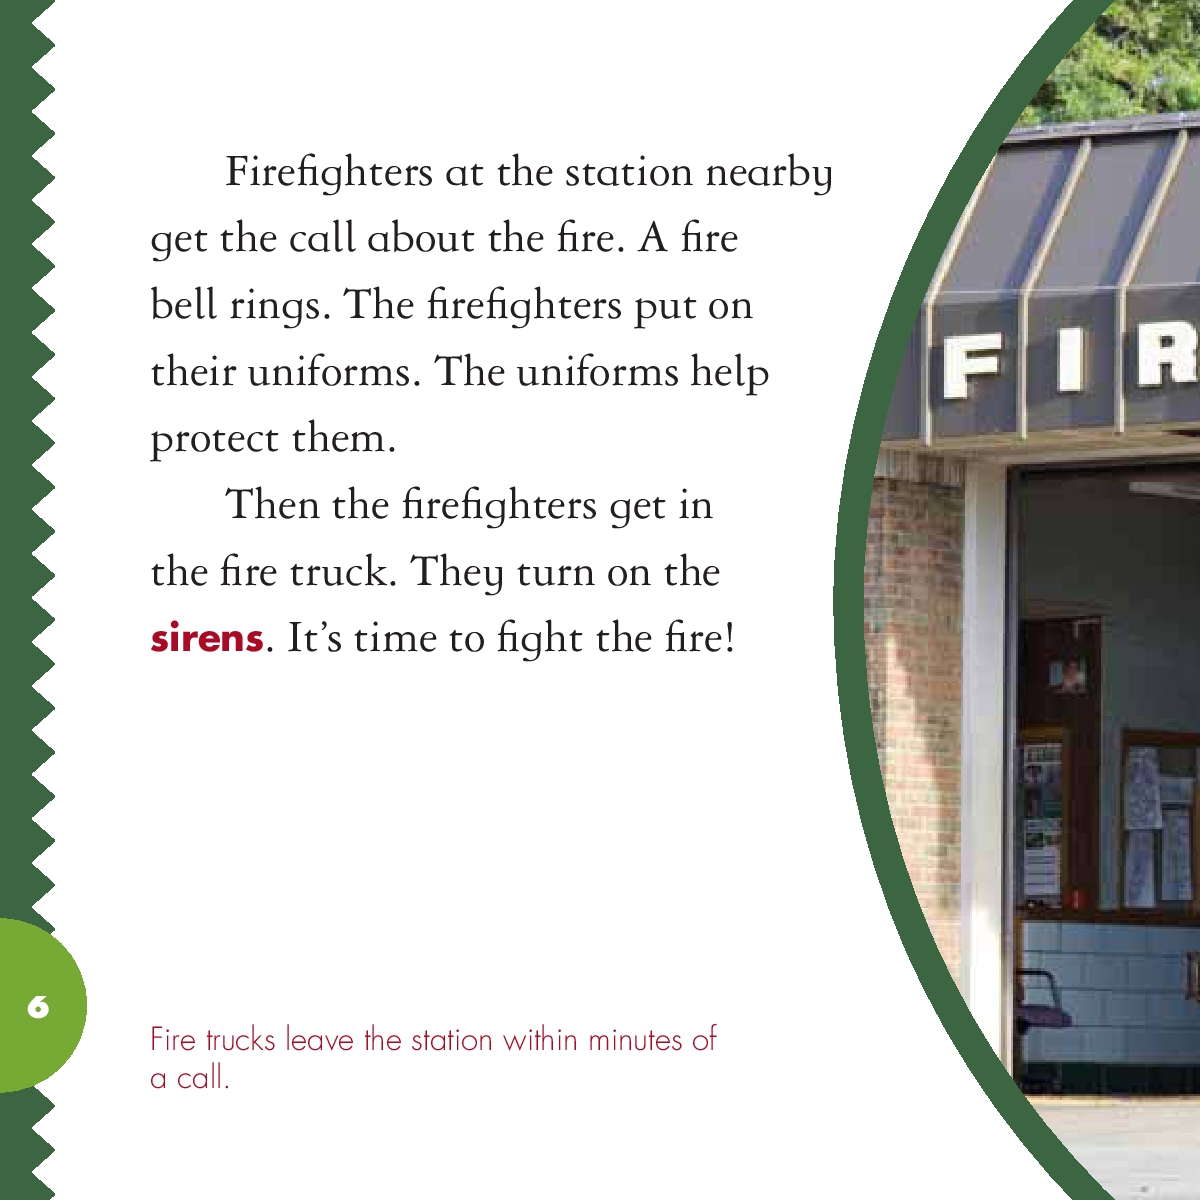 Firefighters at the station nearby
get the call about the fire. A fire
bell rings. The firefighters put on
their uniforms. The uniforms help
protect them.
Then the firefighters get in
the fire truck. They turn on the
sirens. It’s time to fight the fire!
FIR
6
Fire trucks leave the station within minutes of
a call.